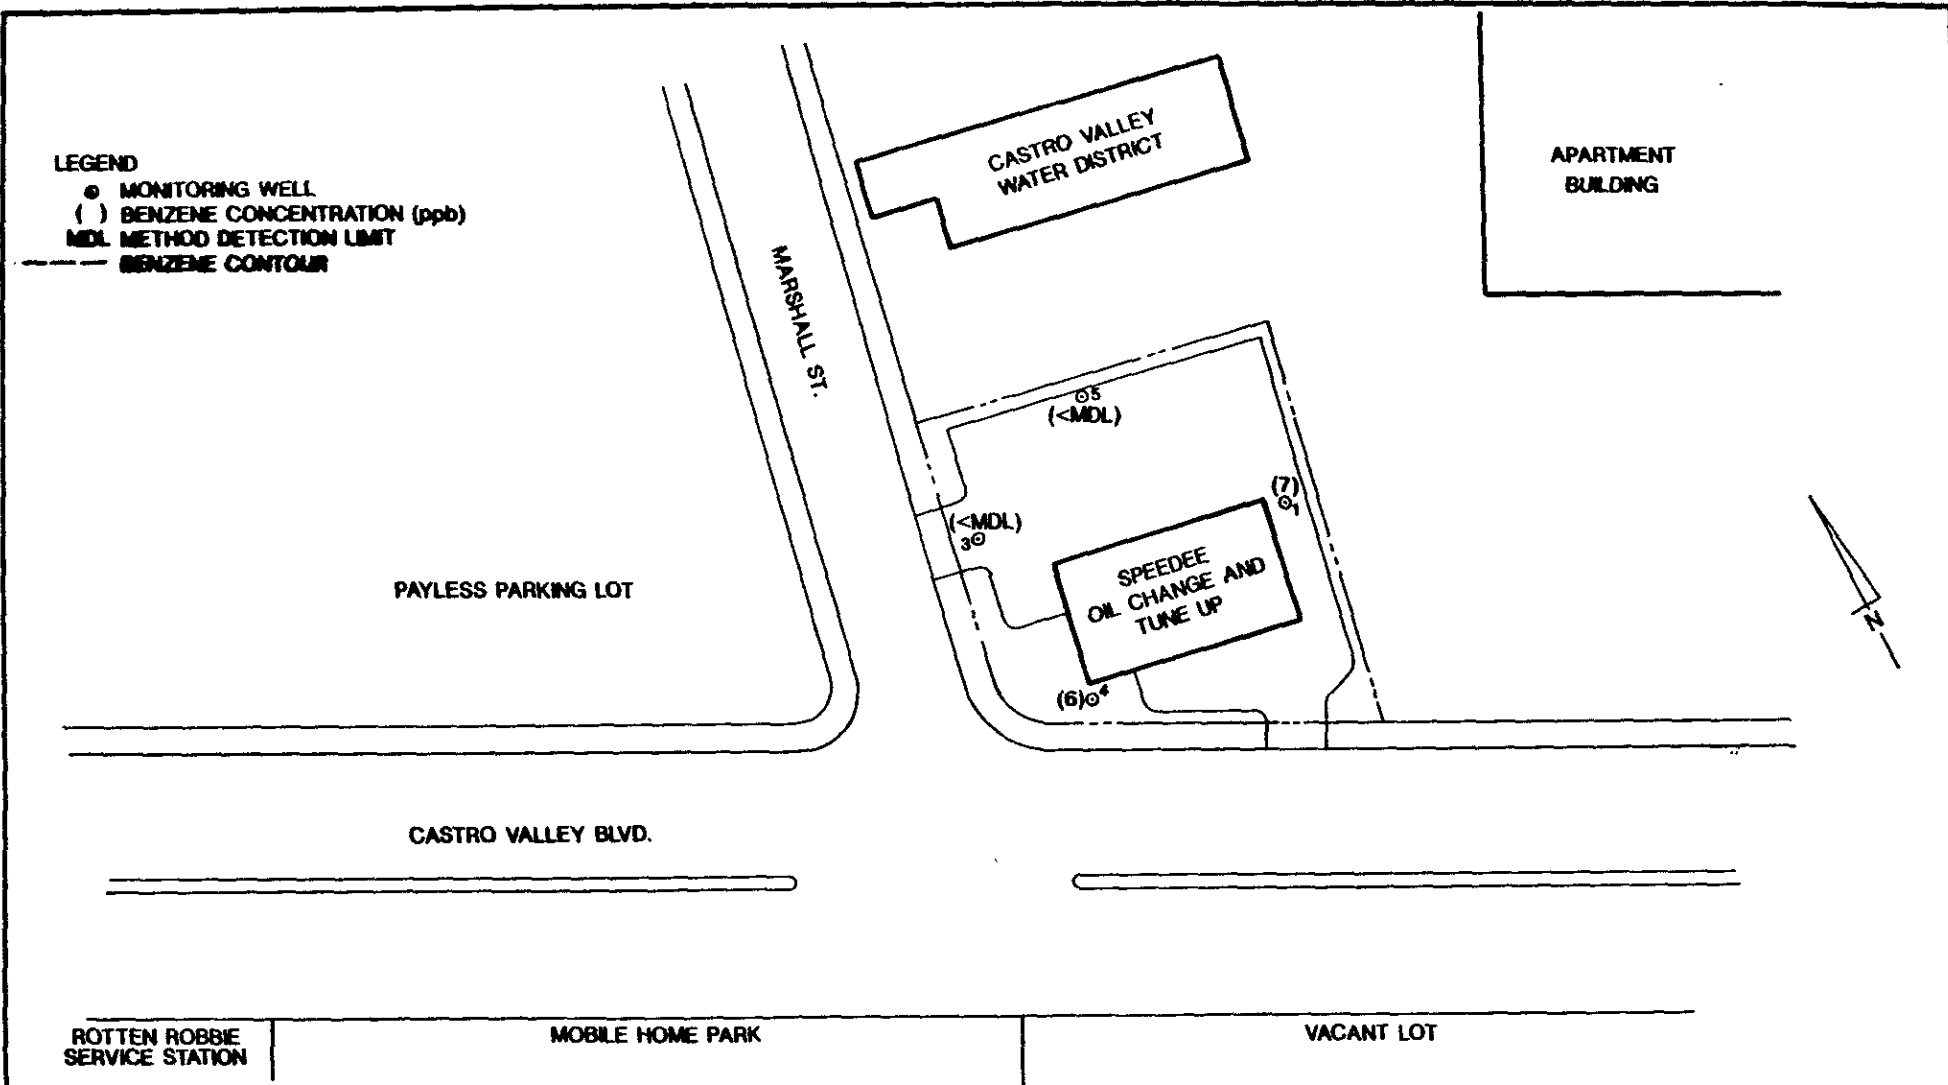 LEGEND
MONITORING WELL
( ) BENZENE CONCENTRATION (ppb)
MDL METHOD DETECTION LIMIT
BENZENE CONTOUR
CASTRO VALLEY
WATER DISTRICT
APARTMENT
BUILDING
MARSHALL ST.
5
(<MDL)
(7)
1
(<MDL)
3
SPEEDEE
OIL CHANGE AND
TUNE UP
PAYLESS PARKING LOT
N
(6) 4
CASTRO VALLEY BLVD.
ROTTEN ROBBIE
SERVICE STATION
MOBILE HOME PARK
VACANT LOT